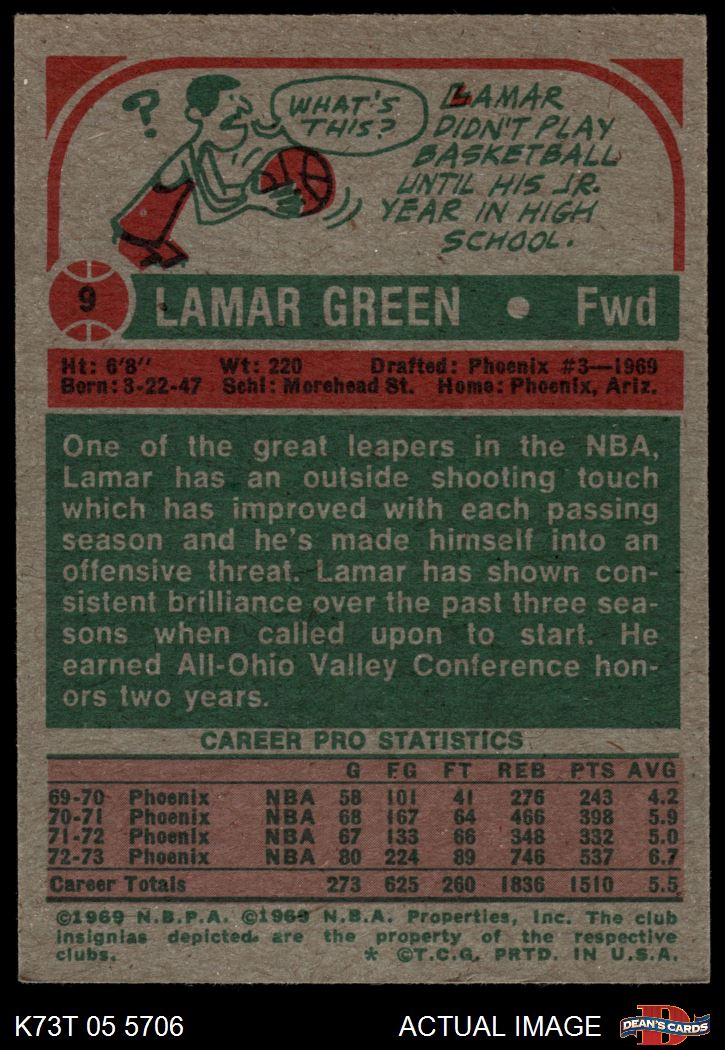 ?
WHAT'S
THIS?
LAMAR
DIDN'T PLAY
BASKETBALL
UNTIL HIS JR.
YEAR IN HIGH
SCHOOL.
9
LAMAR GREEN • Fwd
Ht: 6'8" Wt: 220 Drafted: Phoenix #3—1969
Born: 3-22-47 Schl: Morehead St. Home: Phoenix, Ariz.
One of the great leapers in the NBA,
Lamar has an outside shooting touch
which has improved with each passing
season and he's made himself into an
offensive threat. Lamar has shown con-
sistent brilliance over the past three sea-
sons when called upon to start. He
earned All-Ohio Valley Conference hon-
ors two years.
CAREER PRO STATISTICS
G FG FT REB PTS AVG
69-70 Phoenix NBA 58 101 41 276 243 4.2
70-71 Phoenix NBA 68 167 64 466 398 5.9
71-72 Phoenix NBA 67 133 66 348 332 5.0
72-73 Phoenix NBA 80 224 89 746 537 6.7
Career Totals 273 625 260 1836 1510 5.5
©1969 N.B.P.A. ©1969 N.B.A. Properties, Inc. The club
insignias depicted are the property of the respective
clubs. * ©T.C.G. PRTD. IN U.S.A.
K73T 05 5706 ACTUAL IMAGE D DEAN'S CARDS